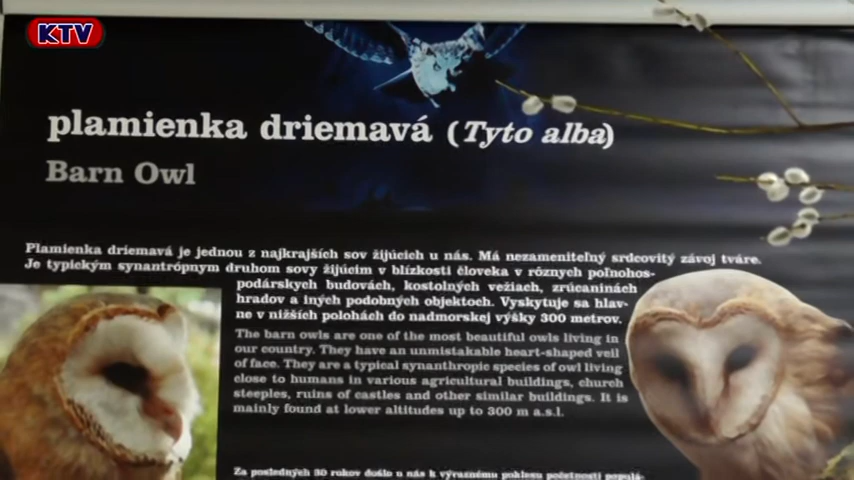 KTV
plamienka driemavá (Tyto alba)
Barn Owl
Plamienka driemavá je jednou z najkrajších sov žijúcich u nás. Má nezameniteľný srdcovitý závoj tváre.
Je typickým synantrópnym druhom sovy žijúcim v blízkosti človeka v rôznych poľnohos-
podárskych budovách, kostolných vežiach, zrúcaninách
hradov a iných podobných objektoch. Vyskytuje sa hlav-
ne v nižších polohách do nadmorskej výšky 300 metrov.
The barn owls are one of the most beautiful owls living in
our country. They have an unmistakable heart-shaped veil
of face. They are a typical synanthropic species of owl living
close to humans in various agricultural buildings, church
steeples, ruins of castles and other similar buildings. It is
mainly found at lower altitudes up to 300 m a.s.l.
Za posledných 30 rokov došlo u nás k výraznému poklesu početnosti populá-